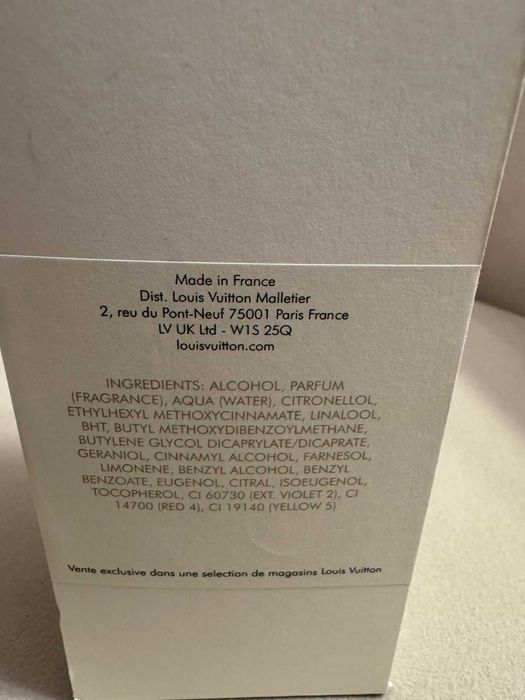 Made in France
Dist. Louis Vuitton Malletier
2, reu du Pont-Neuf 75001 Paris France
LV UK Ltd - W1S 25Q
louisvuitton.com
INGREDIENTS: ALCOHOL, PARFUM
(FRAGRANCE), AQUA (WATER), CITRONELLOL,
ETHYLHEXYL METHOXYCINNAMATE, LINALOOL,
BHT, BUTYL METHOXYDIBENZOYLMETHANE,
BUTYLENE GLYCOL DICAPRYLATE/DICAPRATE,
GERANIOL, CINNAMYL ALCOHOL, FARNESOL,
LIMONENE, BENZYL ALCOHOL, BENZYL
BENZOATE, EUGENOL, CITRAL, ISOEUGENOL,
TOCOPHEROL, CI 60730 (EXT. VIOLET 2), CI
14700 (RED 4), CI 19140 (YELLOW 5)
Vente exclusive dans une selection de magasins Louis Vuitton